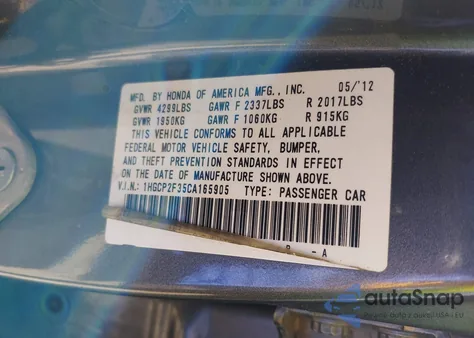 MFD. BY HONDA OF AMERICA MFG., INC. 05/'12
GVWR 4299LBS GAWR F 2337LBS R 2017LBS
GVWR 1950KG GAWR F 1060KG R 915KG
THIS VEHICLE CONFORMS TO ALL APPLICABLE
FEDERAL MOTOR VEHICLE SAFETY, BUMPER,
AND THEFT PREVENTION STANDARDS IN EFFECT
ON THE DATE OF MANUFACTURE SHOWN ABOVE.
V.I.N.: 1HGCP2F35CA165905 TYPE: PASSENGER CAR
A
autoSnap